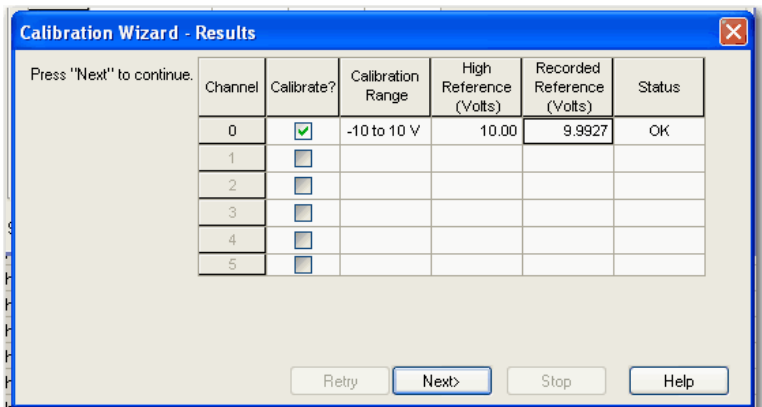 Calibration Wizard - Results
Press "Next" to continue.
Channel Calibrate? Calibration Range High Reference (Volts) Recorded Reference (Volts) Status
0 -10 to 10 V 10.00 9.9927 OK
1
2
3
4
5
Retry Next> Stop Help